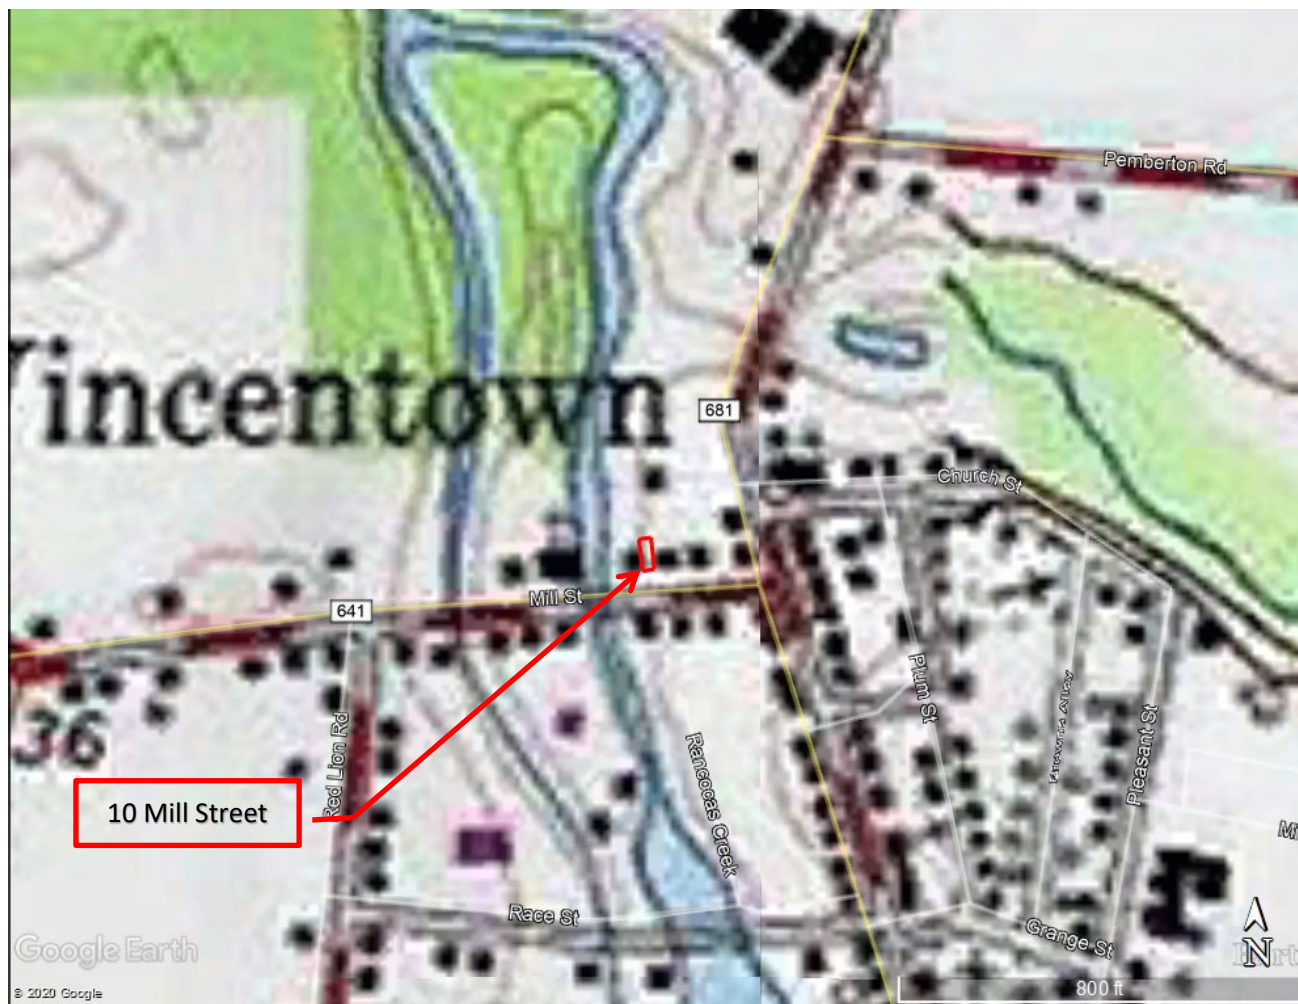 Pemberton Rd
Vincentown
681
Church St
Mill St
641
Plum St
Pleasant St
36
Red Lion Rd
Rancocas Creek
10 Mill Street
Race St
Grange St
Google Earth
N
© 2020 Google
800 ft